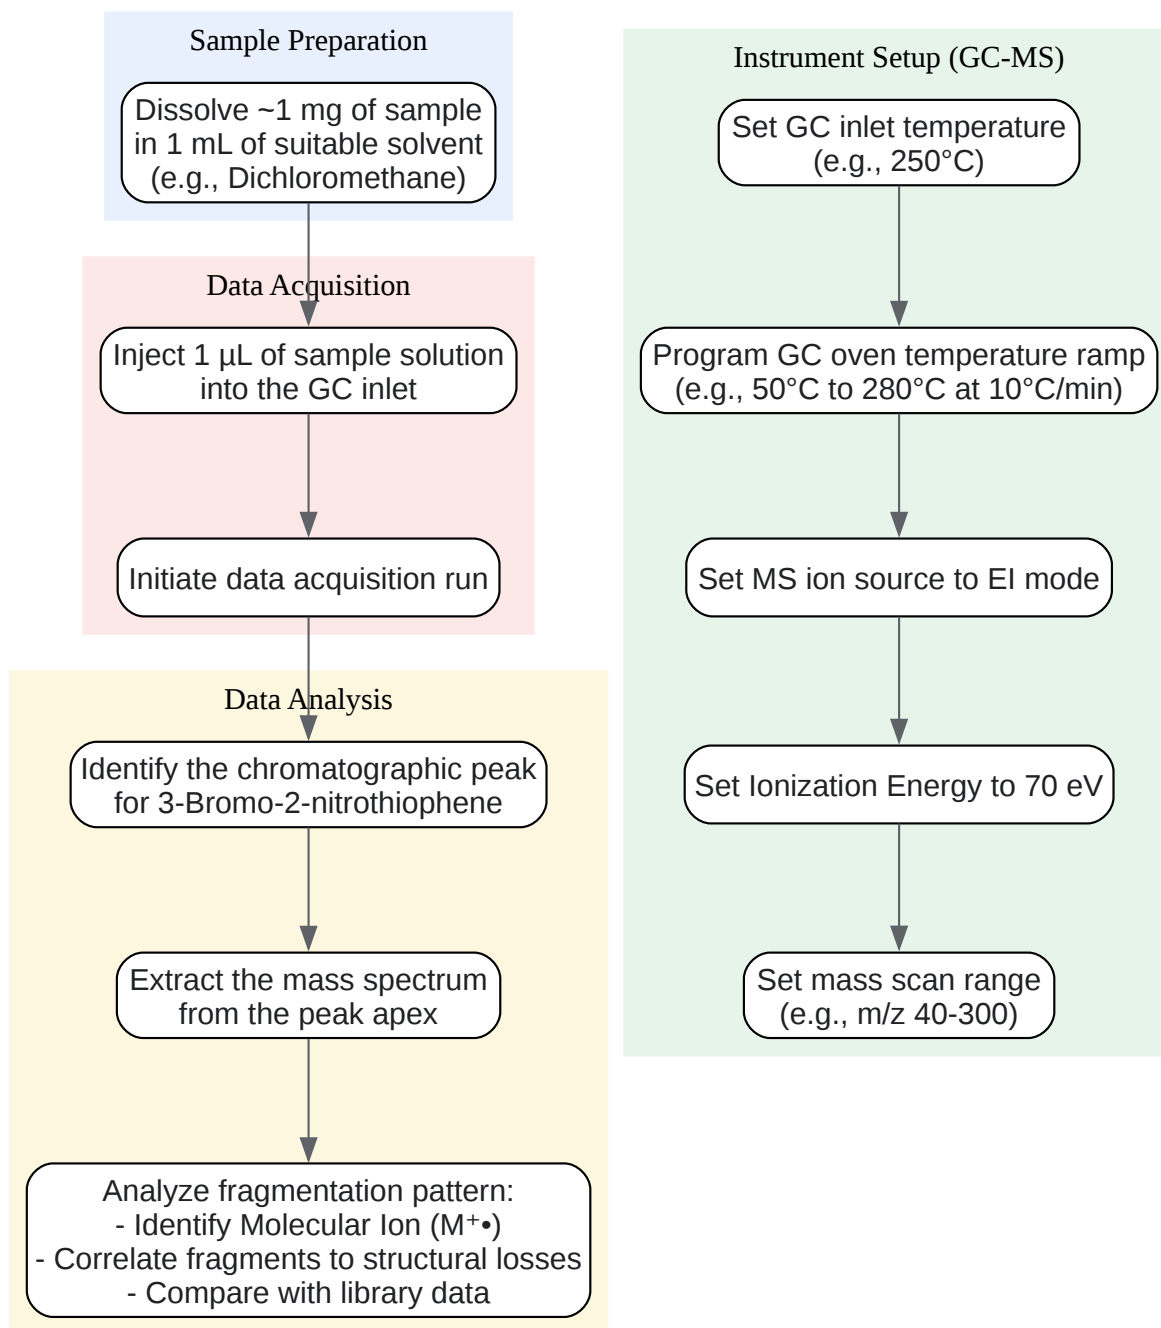 Sample Preparation
Dissolve ~1 mg of sample
in 1 mL of suitable solvent
(e.g., Dichloromethane)
Data Acquisition
Inject 1 µL of sample solution
into the GC inlet
Initiate data acquisition run
Data Analysis
Identify the chromatographic peak
for 3-Bromo-2-nitrothiophene
Extract the mass spectrum
from the peak apex
Analyze fragmentation pattern:
- Identify Molecular Ion (M⁺•)
- Correlate fragments to structural losses
- Compare with library data
Instrument Setup (GC-MS)
Set GC inlet temperature
(e.g., 250°C)
Program GC oven temperature ramp
(e.g., 50°C to 280°C at 10°C/min)
Set MS ion source to EI mode
Set Ionization Energy to 70 eV
Set mass scan range
(e.g., m/z 40-300)